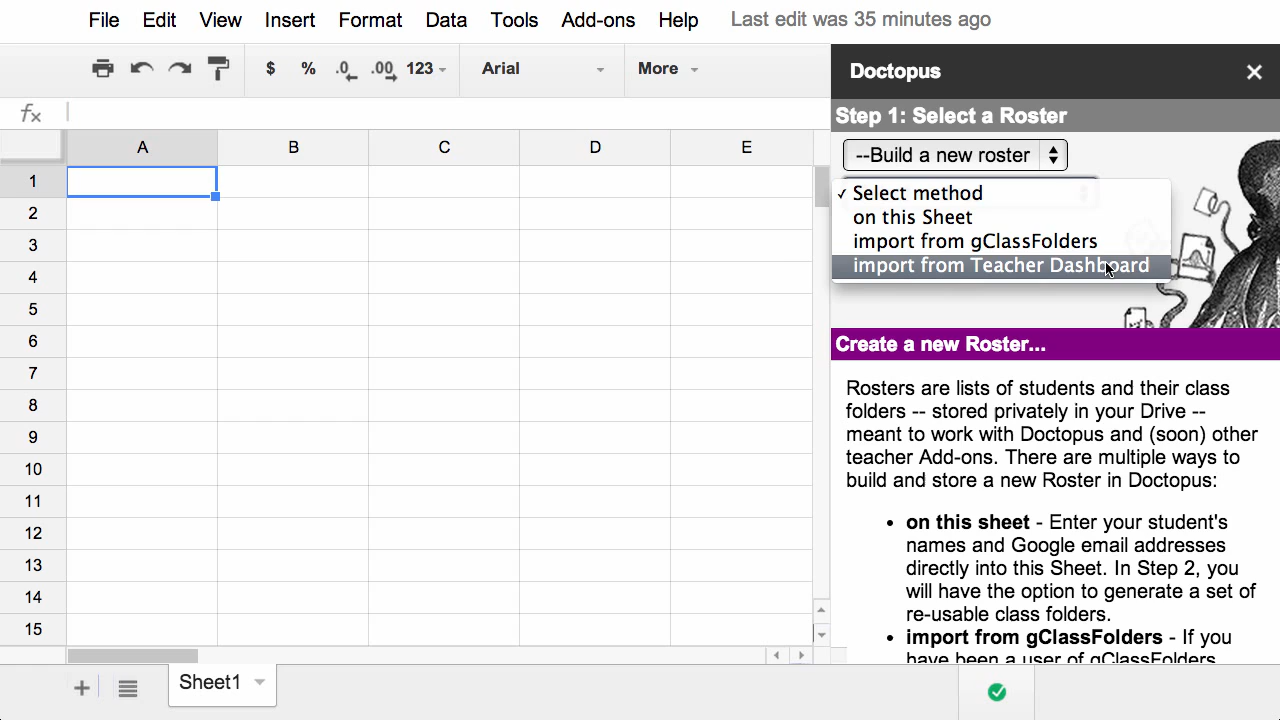 File Edit View Insert Format Data Tools Add-ons Help Last edit was 35 minutes ago
$ % .0 .00 123 Arial More
fx
A B C D E
1
2
3
4
5
6
7
8
9
10
11
12
13
14
15
Sheet1
Doctopus
Step 1: Select a Roster
--Build a new roster
✓ Select method
on this Sheet
import from gClassFolders
import from Teacher Dashboard
Create a new Roster...
Rosters are lists of students and their class
folders -- stored privately in your Drive --
meant to work with Doctopus and (soon) other
teacher Add-ons. There are multiple ways to
build and store a new Roster in Doctopus:
• on this sheet - Enter your student's
names and Google email addresses
directly into this Sheet. In Step 2, you
will have the option to generate a set of
re-usable class folders.
• import from gClassFolders - If you
have been a user of gClassFolders